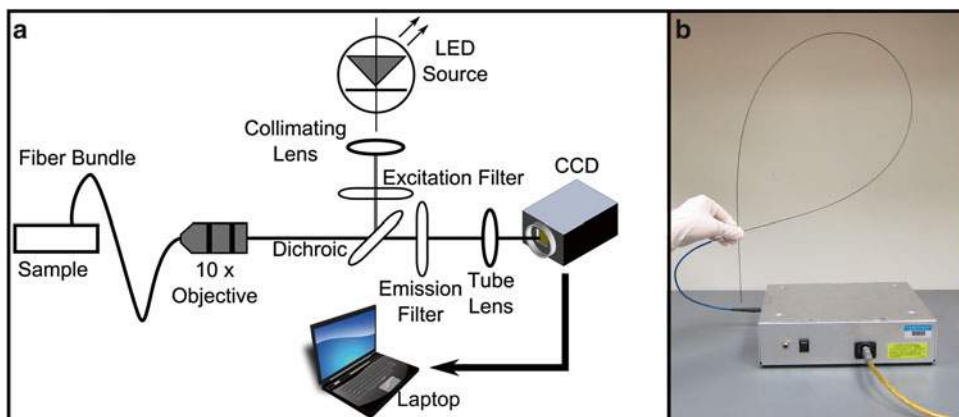 a
LED
Source
Collimating
Lens
Fiber Bundle
Excitation Filter
CCD
Sample
10 x
Objective
Dichroic
Emission
Filter
Tube
Lens
Laptop
b